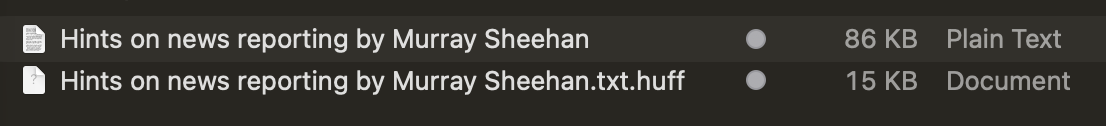 Hints on news reporting by Murray Sheehan 86 KB Plain Text
Hints on news reporting by Murray Sheehan.txt.huff 15 KB Document